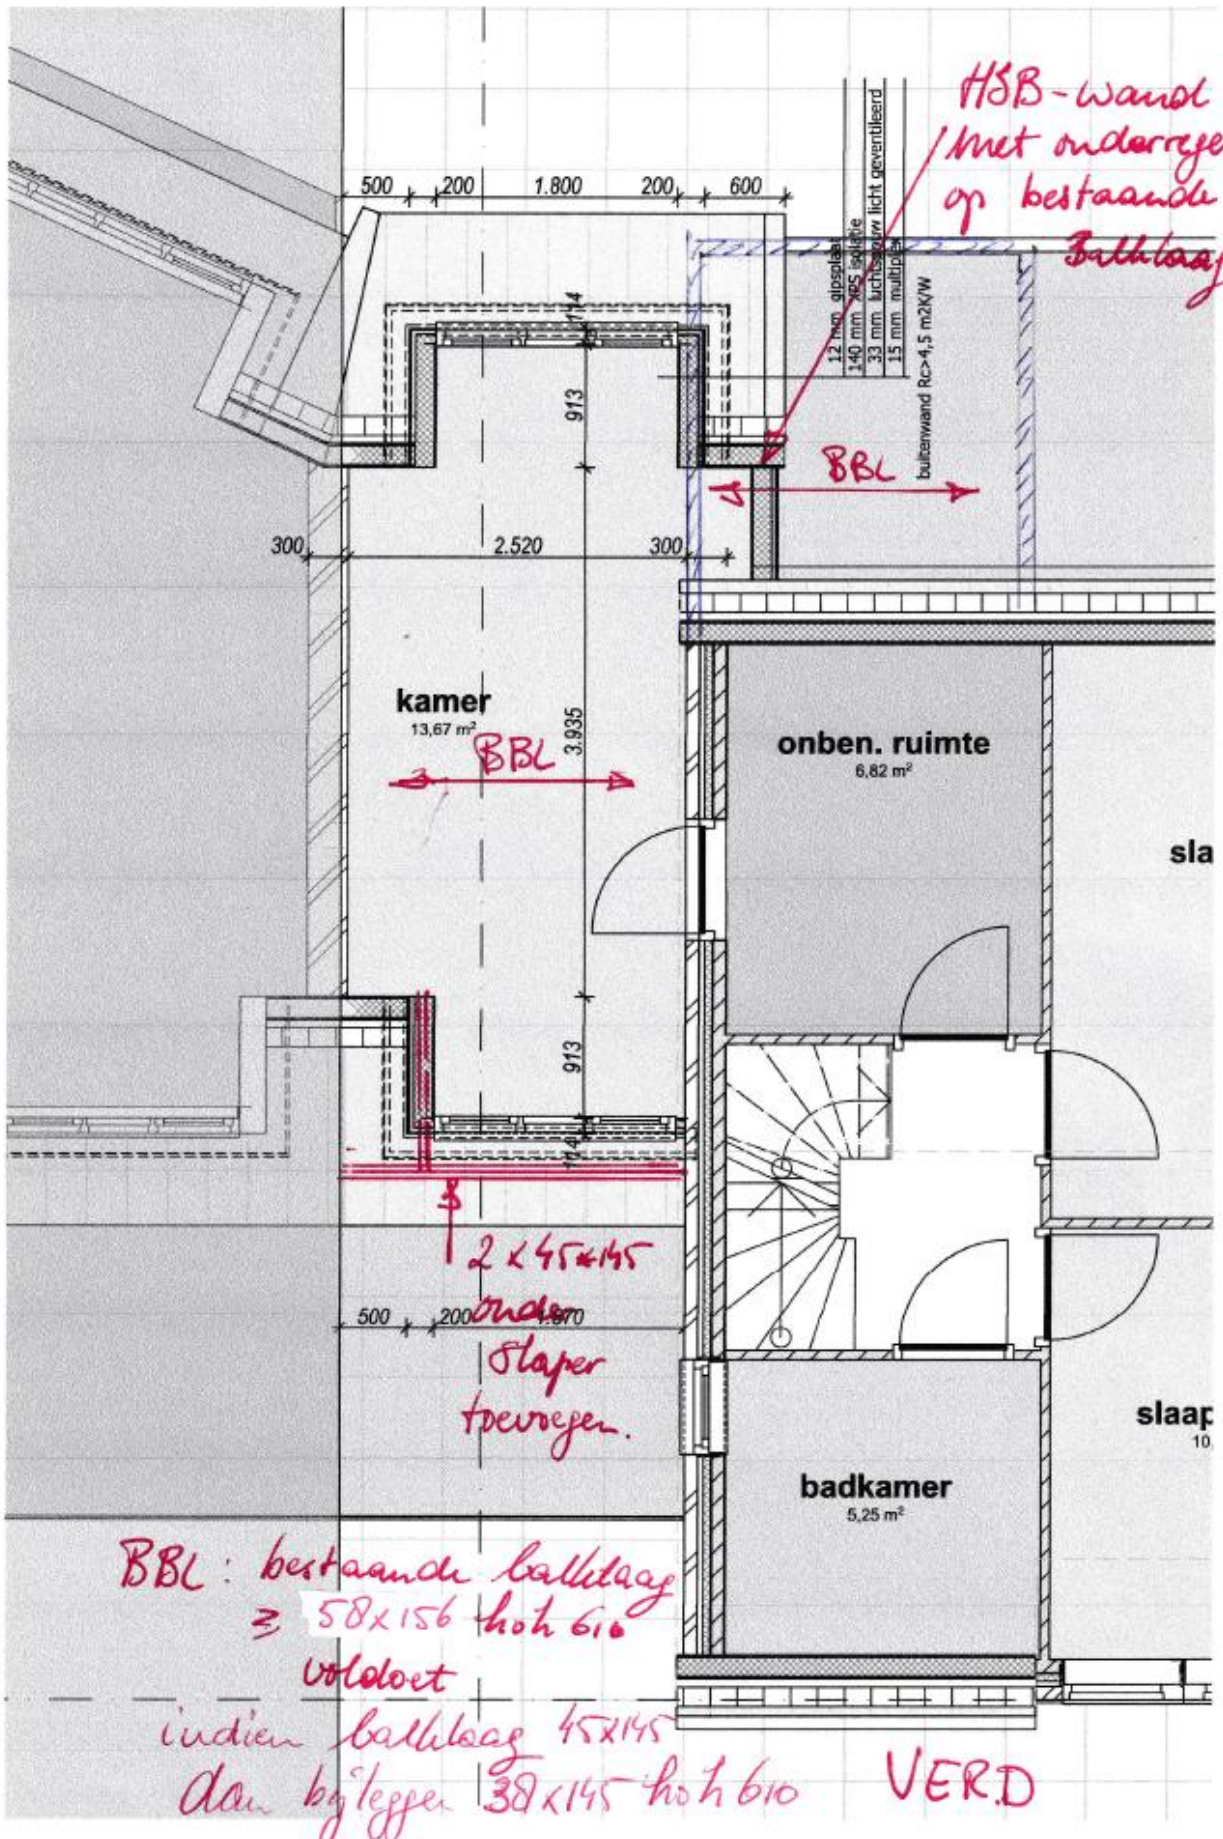 HSB-wand
met onderrege
op bestaande
Balklaag
500 200 1.800 200 600
12 mm gipsplaat
140 mm XPS isolatie
33 mm luchtspouw licht geventileerd
15 mm multiplex
buitenwand Rc>4,5 m2K/W
114
913
BBL
300 2.520 300
kamer
13,67 m²
3.935
BBL
onben. ruimte
6,82 m²
sla
913
114
2 x 45x145
onder
slaper
toevoegen.
500 200 1.870
slaap
10,
badkamer
5,25 m²
BBL: bestaande balklaag
≥ 58x156 hoh 610
voldoet
indien balklaag 45x145
dan bijleggen 38x145 hoh 610
VERD